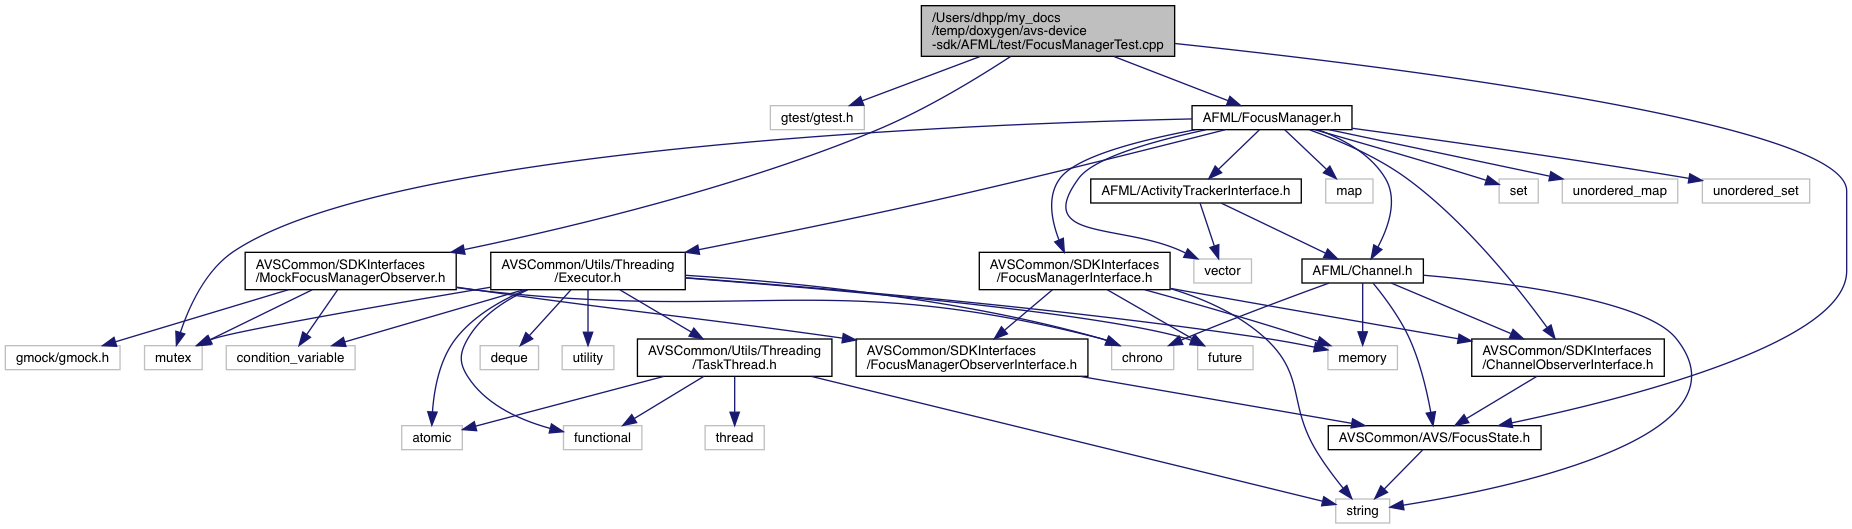 /Users/dhpp/my_docs
/temp/doxygen/avs-device
-sdk/AFML/test/FocusManagerTest.cpp
gtest/gtest.h
AFML/FocusManager.h
AFML/ActivityTrackerInterface.h
map
set
unordered_map
unordered_set
AVSCommon/SDKInterfaces
/MockFocusManagerObserver.h
AVSCommon/Utils/Threading
/Executor.h
AVSCommon/SDKInterfaces
/FocusManagerInterface.h
vector
AFML/Channel.h
gmock/gmock.h
mutex
condition_variable
deque
utility
AVSCommon/Utils/Threading
/TaskThread.h
AVSCommon/SDKInterfaces
/FocusManagerObserverInterface.h
chrono
future
memory
AVSCommon/SDKInterfaces
/ChannelObserverInterface.h
atomic
functional
thread
AVSCommon/AVS/FocusState.h
string